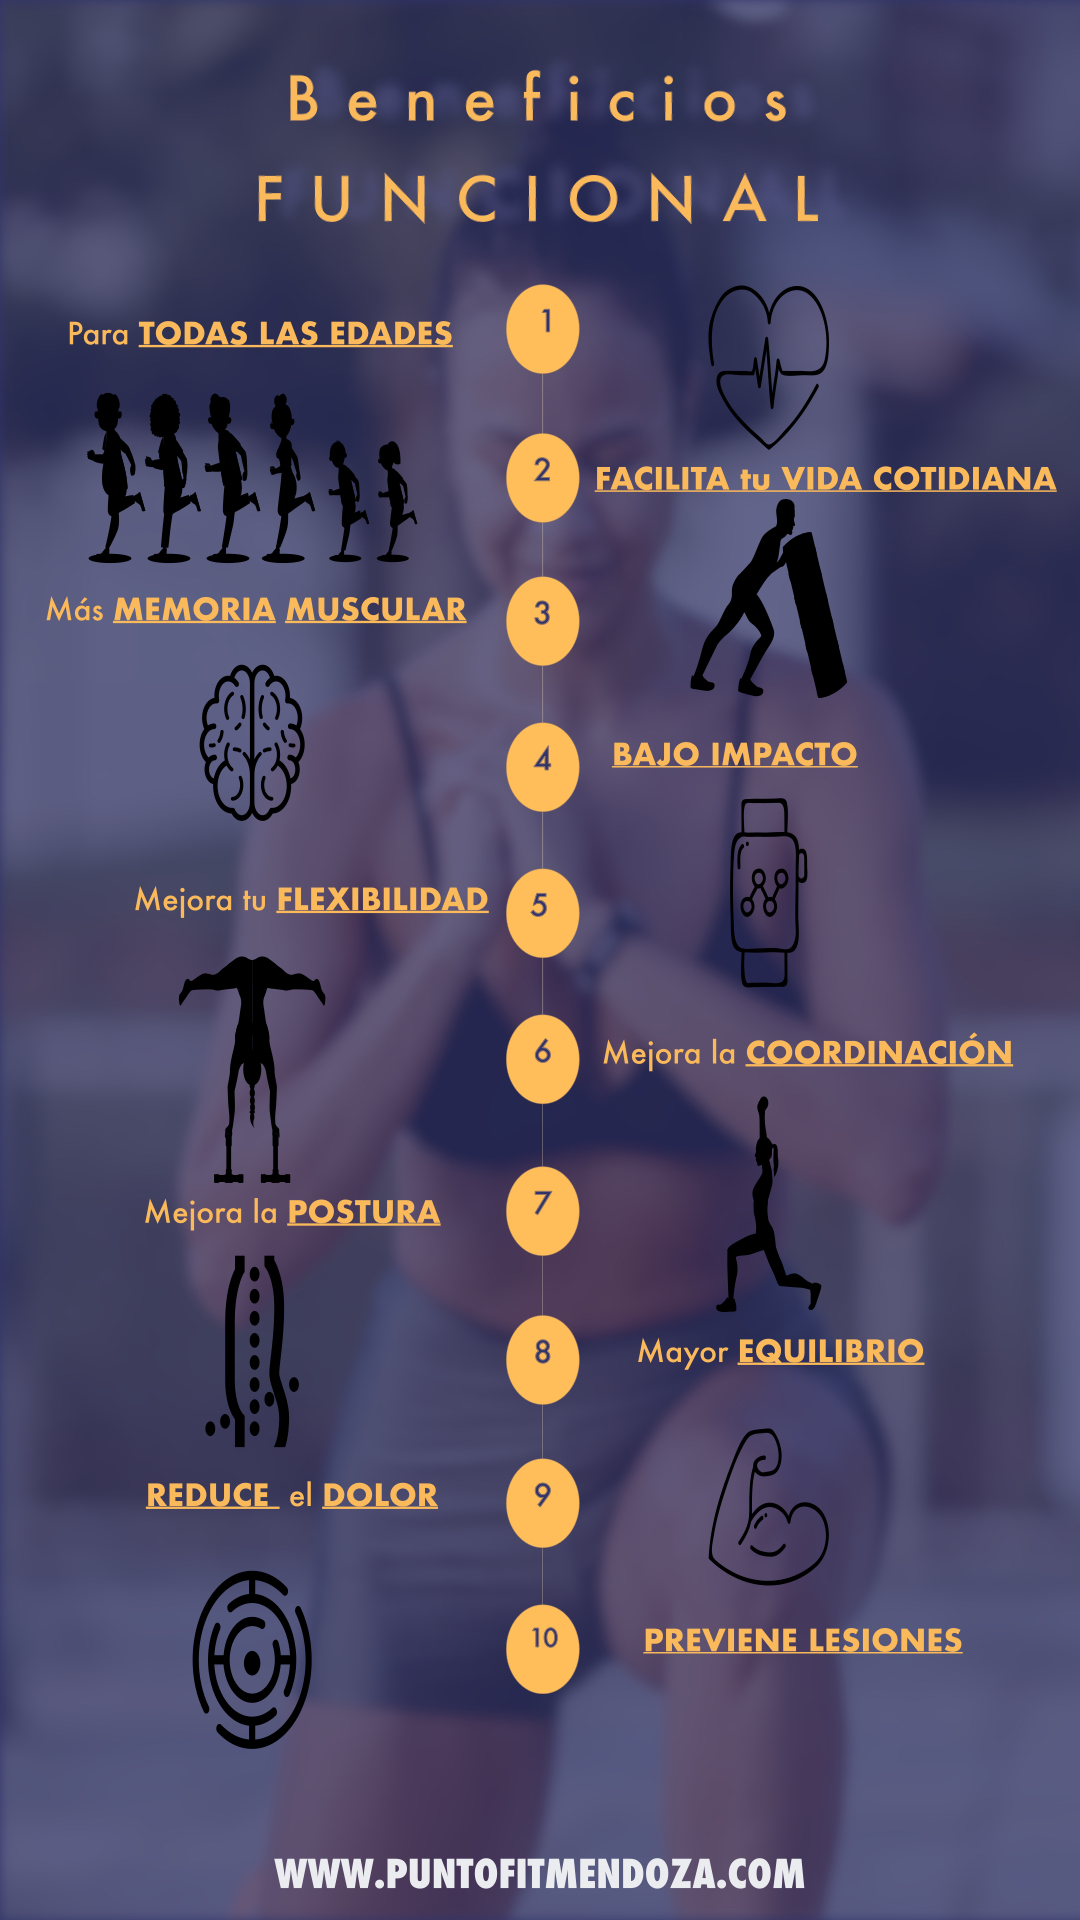 Beneficios
FUNCIONAL
1
Para TODAS LAS EDADES
2
FACILITA tu VIDA COTIDIANA
3
Más MEMORIA MUSCULAR
4
BAJO IMPACTO
5
Mejora tu FLEXIBILIDAD
6
Mejora la COORDINACIÓN
7
Mejora la POSTURA
8
Mayor EQUILIBRIO
9
REDUCE el DOLOR
10
PREVIENE LESIONES
WWW.PUNTOFITMENDOZA.COM